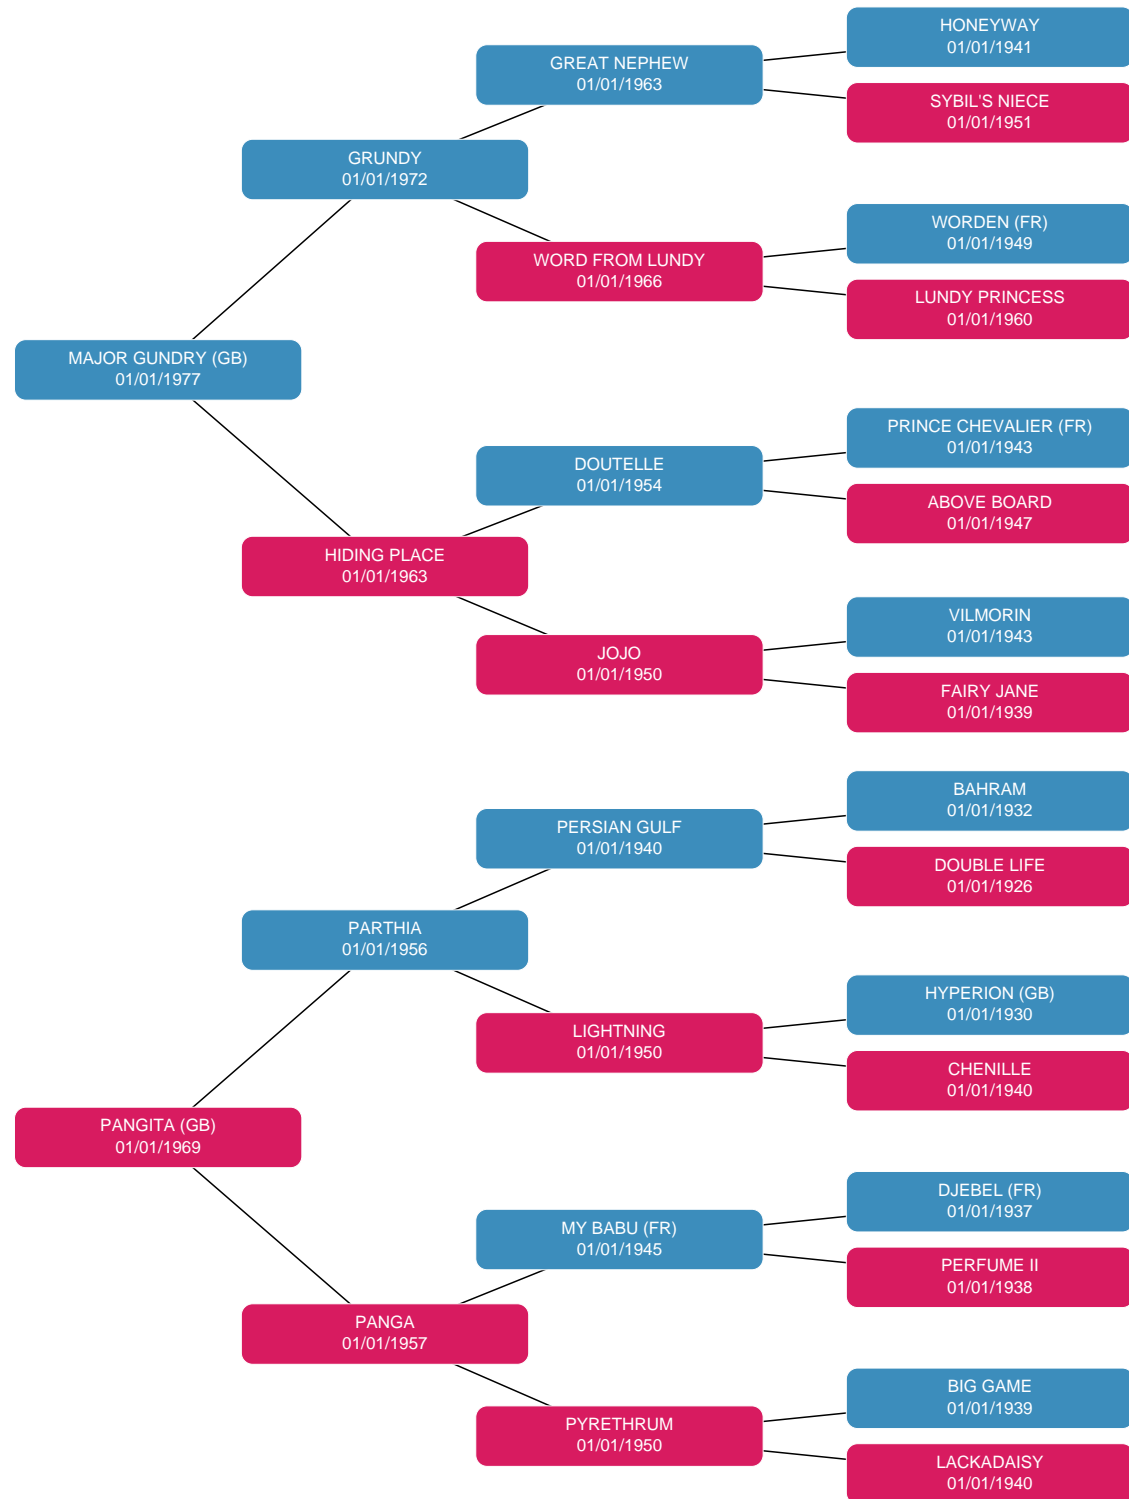 HONEYWAY
01/01/1941
GREAT NEPHEW
01/01/1963
SYBIL'S NIECE
01/01/1951
GRUNDY
01/01/1972
WORDEN (FR)
01/01/1949
WORD FROM LUNDY
01/01/1966
LUNDY PRINCESS
01/01/1960
MAJOR GUNDRY (GB)
01/01/1977
PRINCE CHEVALIER (FR)
01/01/1943
DOUTELLE
01/01/1954
ABOVE BOARD
01/01/1947
HIDING PLACE
01/01/1963
VILMORIN
01/01/1943
JOJO
01/01/1950
FAIRY JANE
01/01/1939
BAHRAM
01/01/1932
PERSIAN GULF
01/01/1940
DOUBLE LIFE
01/01/1926
PARTHIA
01/01/1956
HYPERION (GB)
01/01/1930
LIGHTNING
01/01/1950
CHENILLE
01/01/1940
PANGITA (GB)
01/01/1969
DJEBEL (FR)
01/01/1937
MY BABU (FR)
01/01/1945
PERFUME II
01/01/1938
PANGA
01/01/1957
BIG GAME
01/01/1939
PYRETHRUM
01/01/1950
LACKADAISY
01/01/1940